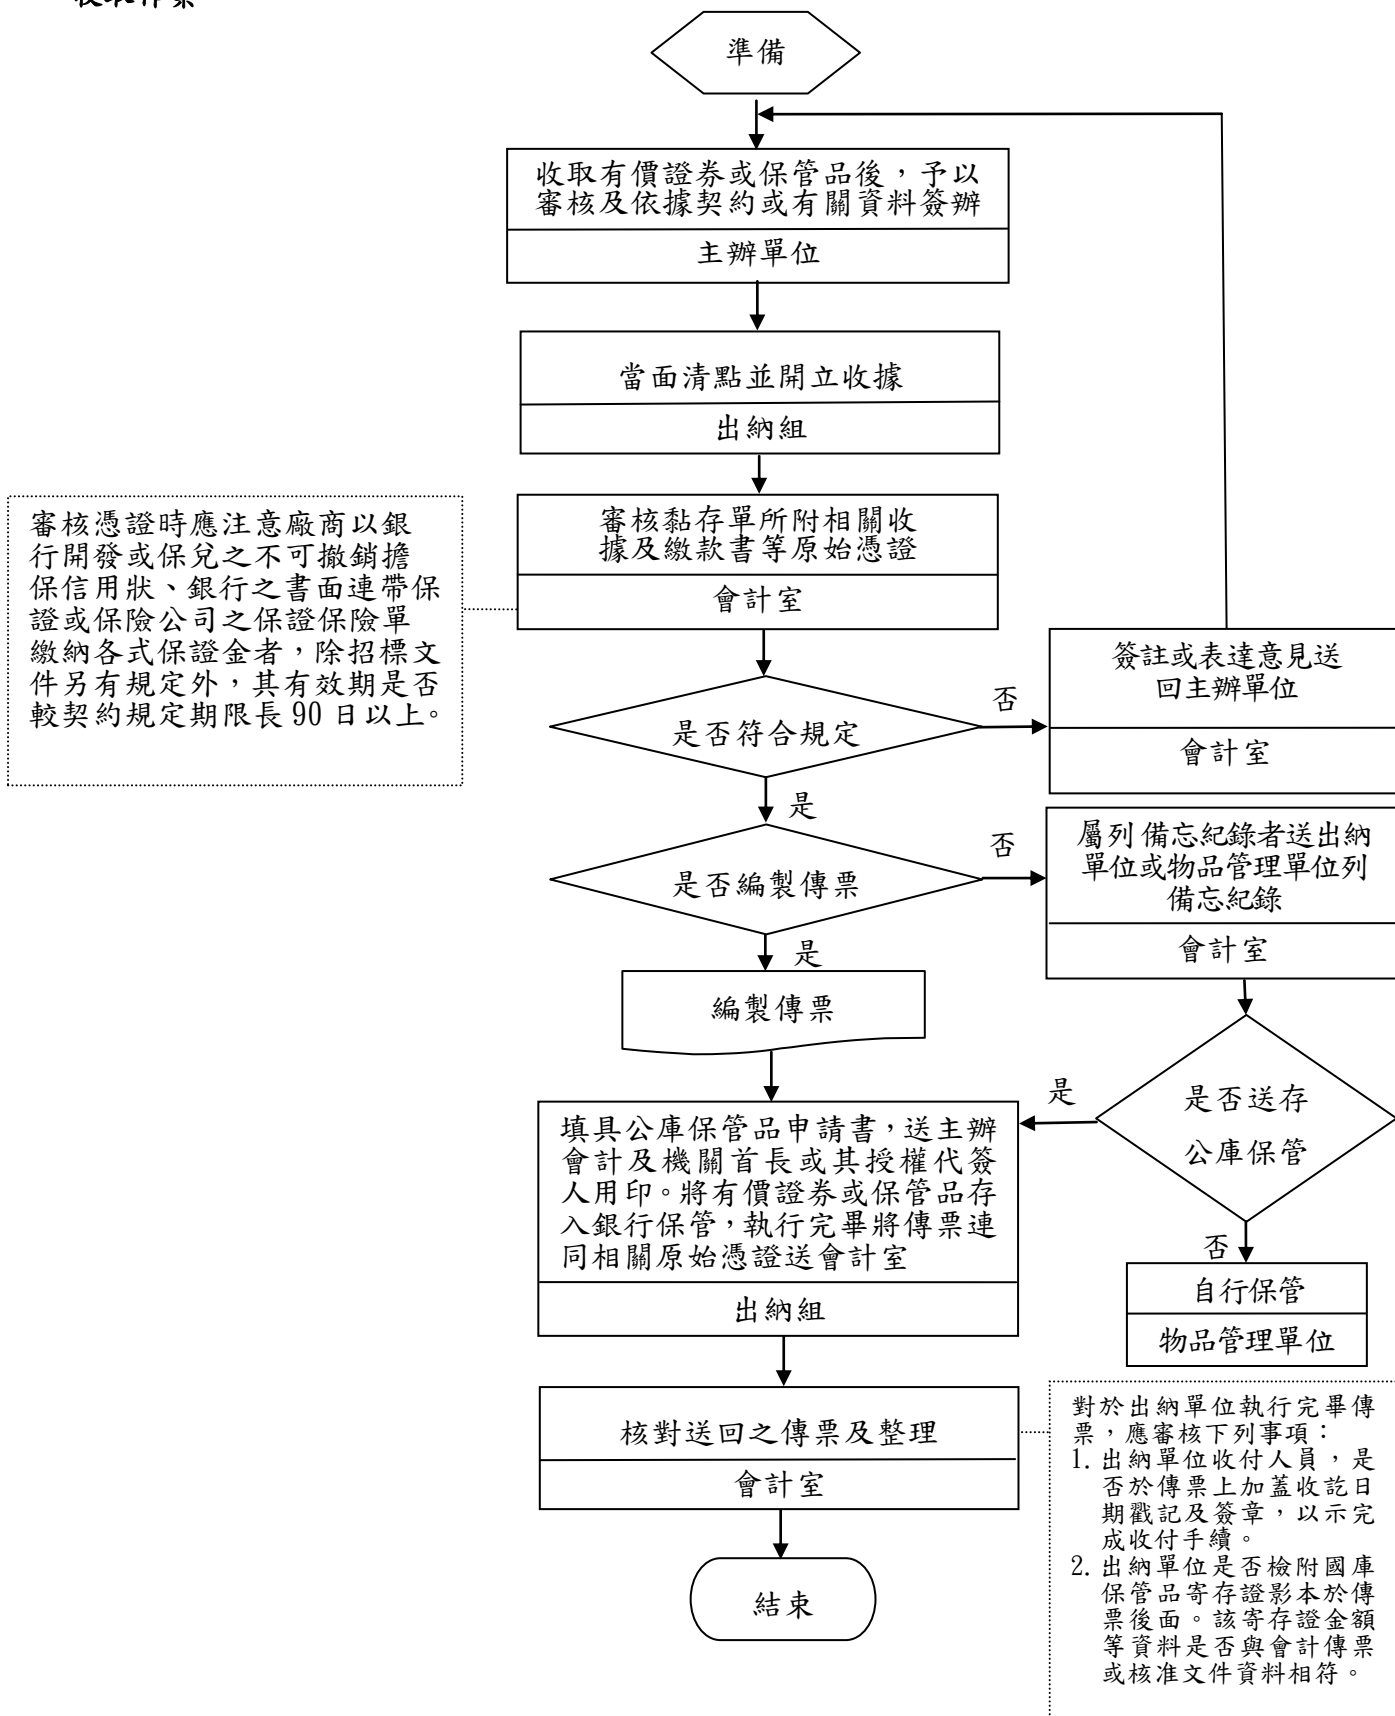 收取作業
準備
收取有價證券或保管品後，予以
審核及依據契約或有關資料簽辦
主辦單位
當面清點並開立收據
出納組
審核黏存單所附相關收
據及繳款書等原始憑證
會計室
審核憑證時應注意廠商以銀
行開發或保兌之不可撤銷擔
保信用狀、銀行之書面連帶保
證或保險公司之保證保險單
繳納各式保證金者，除招標文
件另有規定外，其有效期是否
較契約規定期限長90日以上。
是否符合規定
否
簽註或表達意見送
回主辦單位
會計室
是
是否編製傳票
否
屬列備忘紀錄者送出納
單位或物品管理單位列
備忘紀錄
會計室
是
編製傳票
是否送存
公庫保管
是
填具公庫保管品申請書，送主辦
會計及機關首長或其授權代簽
人用印。將有價證券或保管品存
入銀行保管，執行完畢將傳票連
同相關原始憑證送會計室
出納組
否
自行保管
物品管理單位
核對送回之傳票及整理
會計室
對於出納單位執行完畢傳
票，應審核下列事項：
1. 出納單位收付人員，是
否於傳票上加蓋收訖日
期戳記及簽章，以示完
成收付手續。
2. 出納單位是否檢附國庫
保管品寄存證影本於傳
票後面。該寄存證金額
等資料是否與會計傳票
或核准文件資料相符。
結束